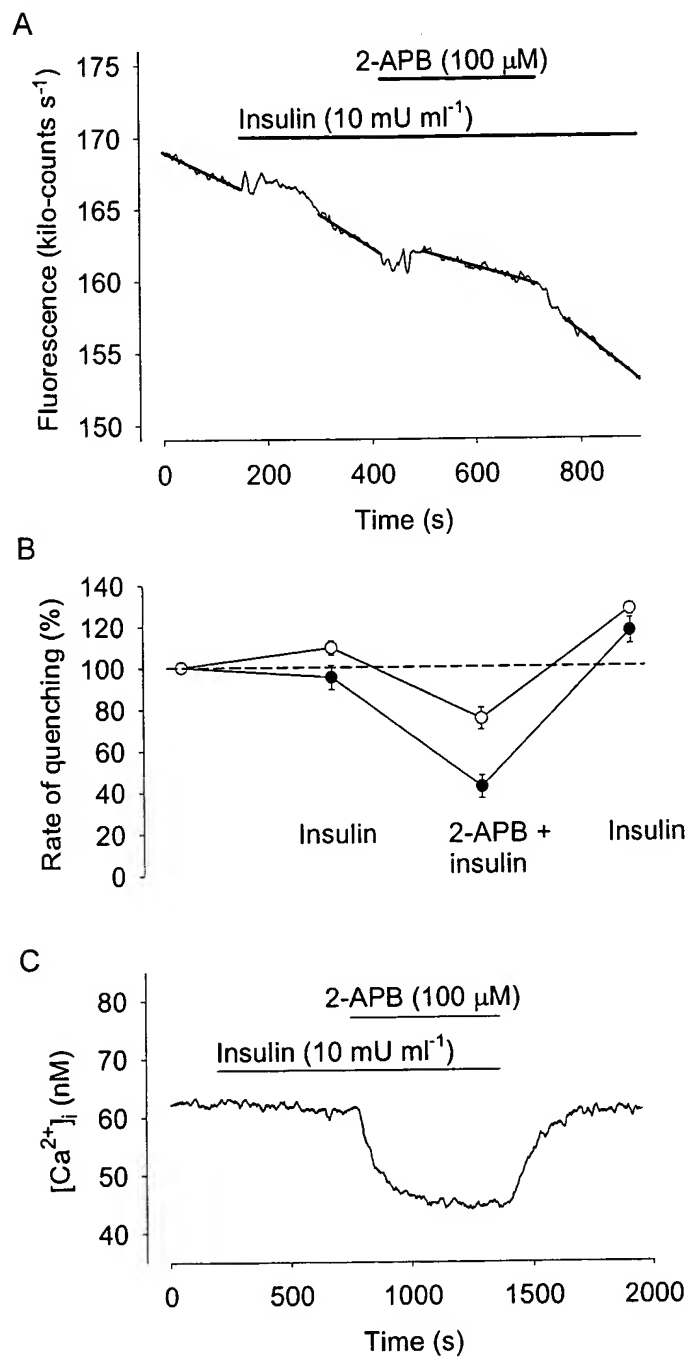 A
2-APB (100 µM)
Insulin (10 mU ml⁻¹)
Fluorescence (kilo-counts s⁻¹)
175
170
165
160
155
150
0 200 400 600 800
Time (s)
B
Rate of quenching (%)
140
120
100
80
60
40
20
0
Insulin
2-APB +
insulin
Insulin
C
2-APB (100 µM)
Insulin (10 mU ml⁻¹)
[Ca²⁺]ᵢ (nM)
80
70
60
50
40
0 500 1000 1500 2000
Time (s)